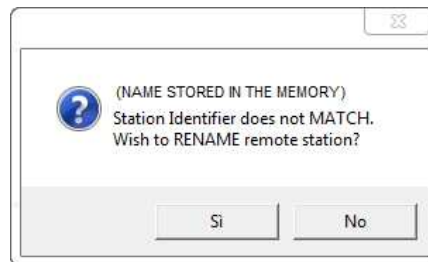 (NAME STORED IN THE MEMORY)
Station Identifier does not MATCH.
Wish to RENAME remote station?
Sì
No